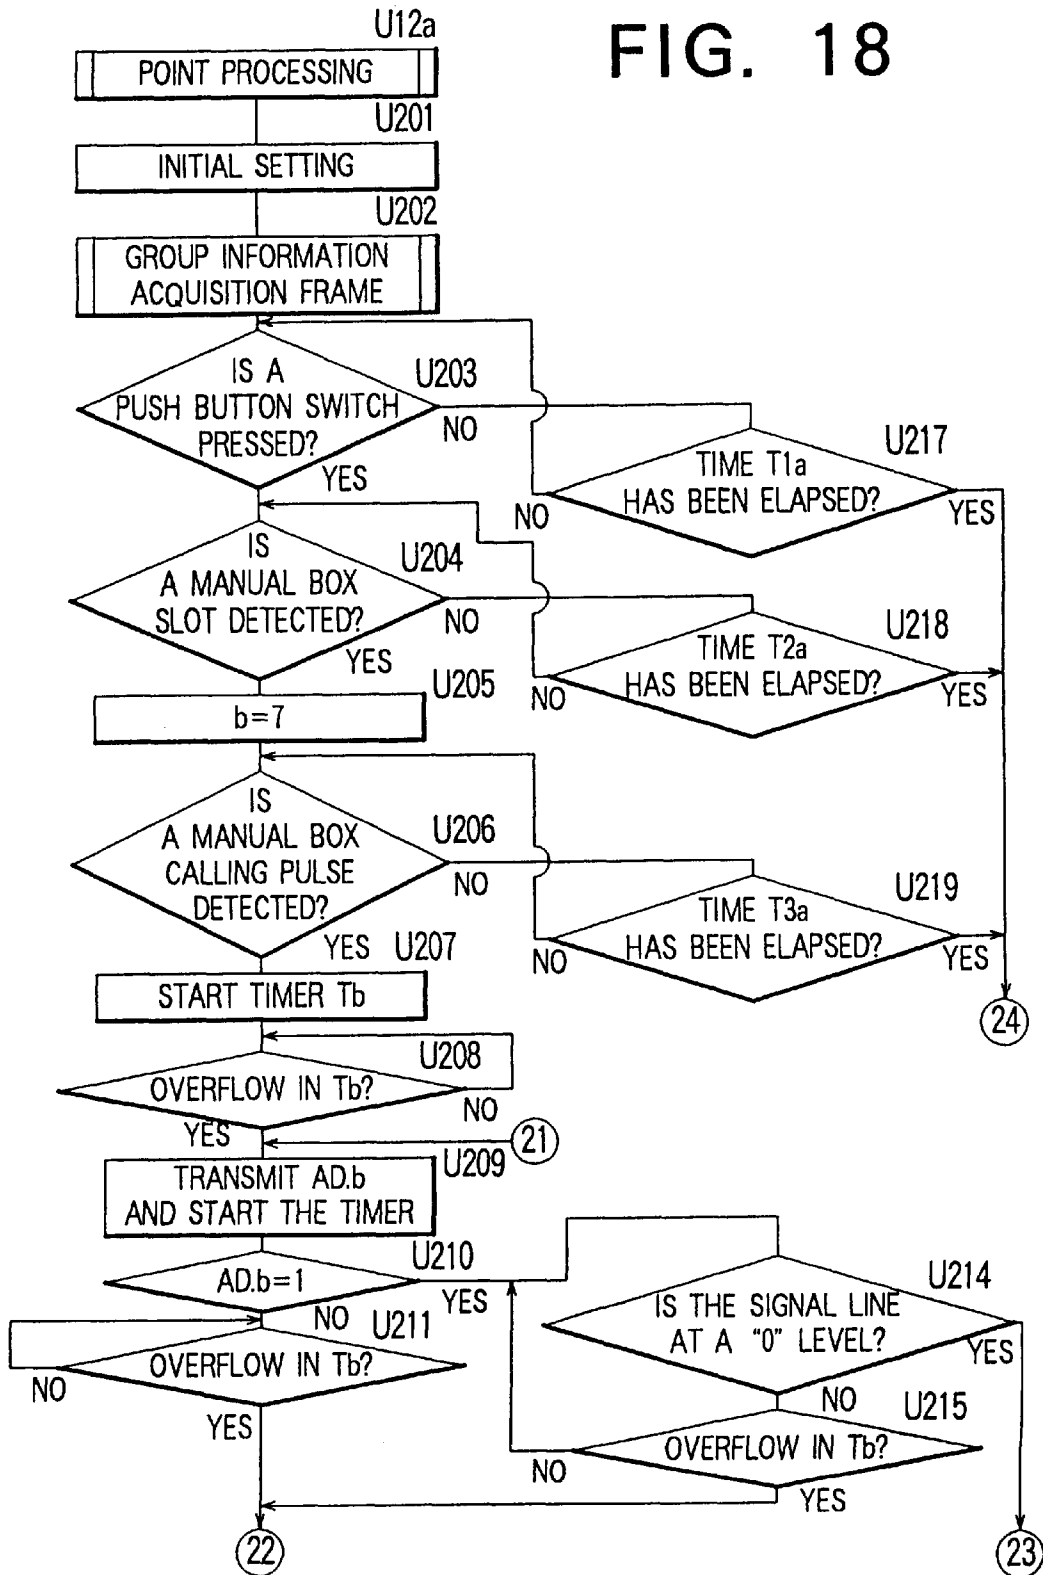 FIG. 18
U12a
POINT PROCESSING
U201
INITIAL SETTING
U202
GROUP INFORMATION
ACQUISITION FRAME
IS A
PUSH BUTTON SWITCH
PRESSED?
U203
NO
YES
TIME T1a
HAS BEEN ELAPSED?
U217
NO
YES
IS
A MANUAL BOX
SLOT DETECTED?
U204
NO
YES
TIME T2a
HAS BEEN ELAPSED?
U218
NO
YES
U205
b=7
IS
A MANUAL BOX
CALLING PULSE
DETECTED?
U206
NO
YES
TIME T3a
HAS BEEN ELAPSED?
U219
NO
YES
24
U207
START TIMER Tb
U208
OVERFLOW IN Tb?
NO
YES
21
U209
TRANSMIT AD.b
AND START THE TIMER
U210
AD.b=1
YES
NO
U211
OVERFLOW IN Tb?
NO
YES
U214
IS THE SIGNAL LINE
AT A "0" LEVEL?
YES
NO
U215
OVERFLOW IN Tb?
NO
YES
22
23